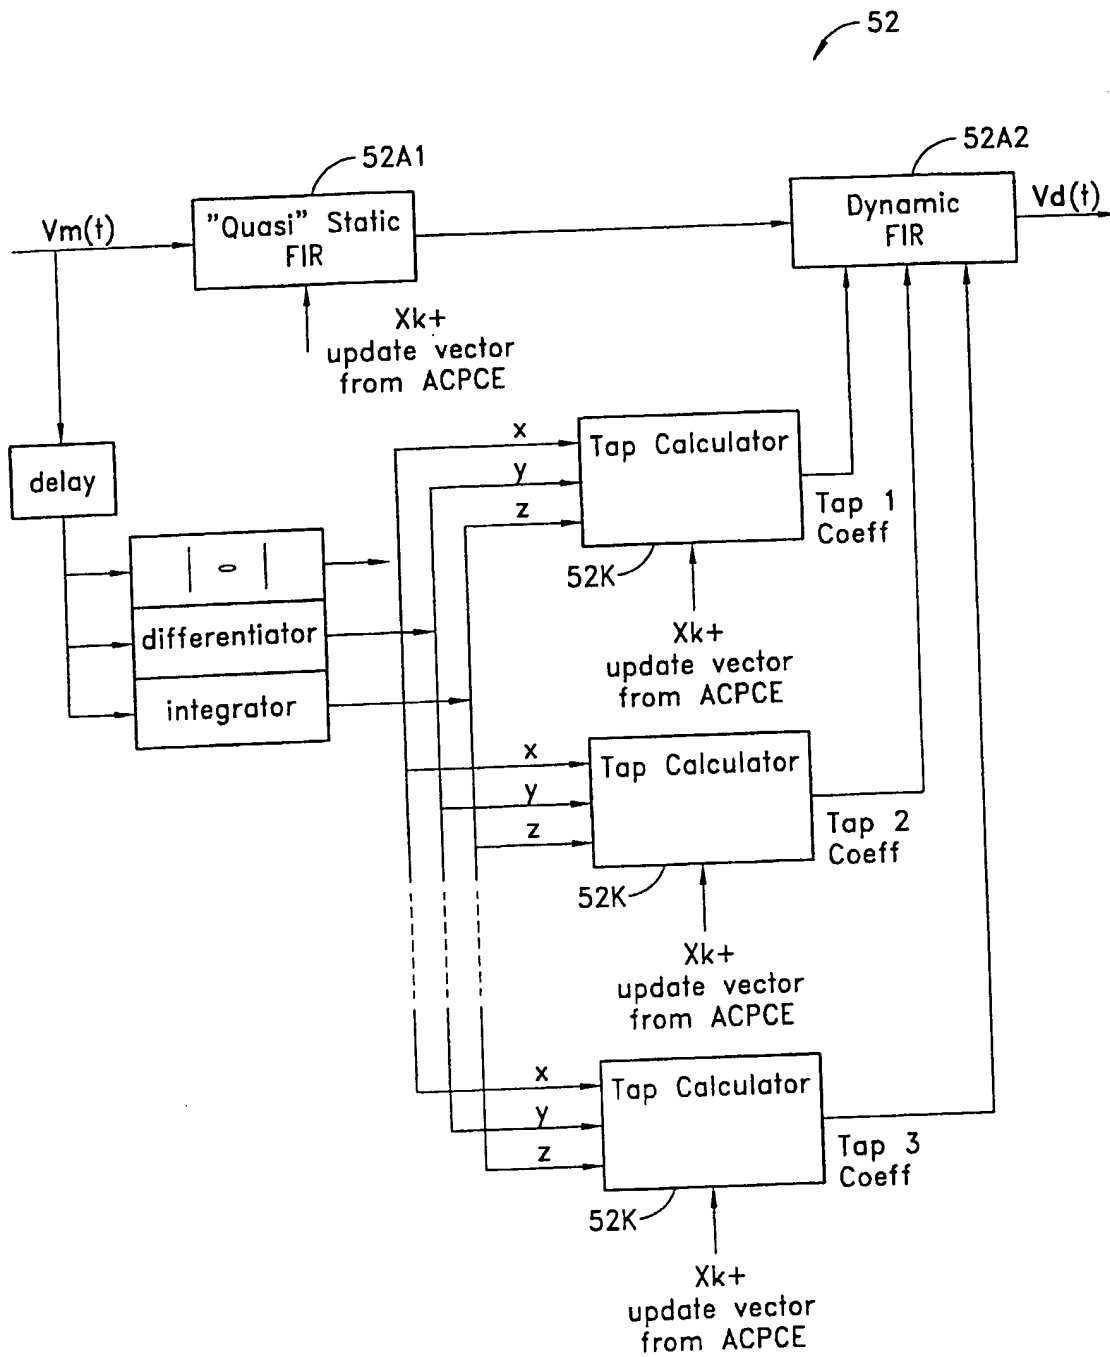 52
52A1
52A2
Vm(t)
"Quasi" Static
FIR
Dynamic
FIR
Vd(t)
Xk+
update vector
from ACPCE
delay
| o |
differentiator
integrator
x
y
z
Tap Calculator
Tap 1
Coeff
52K
Xk+
update vector
from ACPCE
x
y
z
Tap Calculator
Tap 2
Coeff
52K
Xk+
update vector
from ACPCE
x
y
z
Tap Calculator
Tap 3
Coeff
52K
Xk+
update vector
from ACPCE